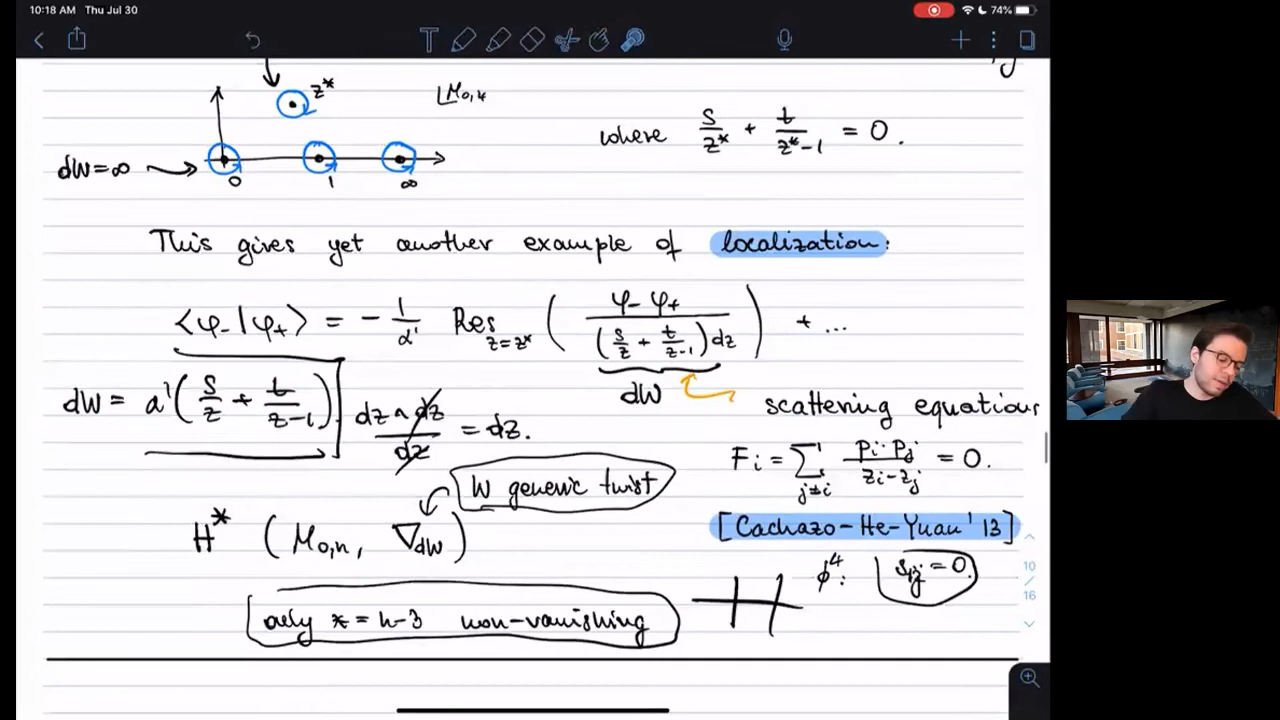 10:18 AM Thu Jul 30
74%
z*
M0,4
dW=∞
0
1
∞
where s/z* + t/(z*-1) = 0.
This gives yet another example of localization:
⟨φ-|φ+⟩ = - 1/α' Res z=z* ( φ- φ+ / (s/z + t/(z-1)) dz ) + ...
dW
dW = a' ( s/z + t/(z-1) )
dz ∧ dz / dz = dz.
scattering equations
Fi = Σ j≠i pi·pj / (zi-zj) = 0.
W generic twist
H* ( M0,n, ∇dW )
[Cachazo-He-Yuan' 13]
ϕ4: sij = 0.
only * = n-3 non-vanishing
10
16